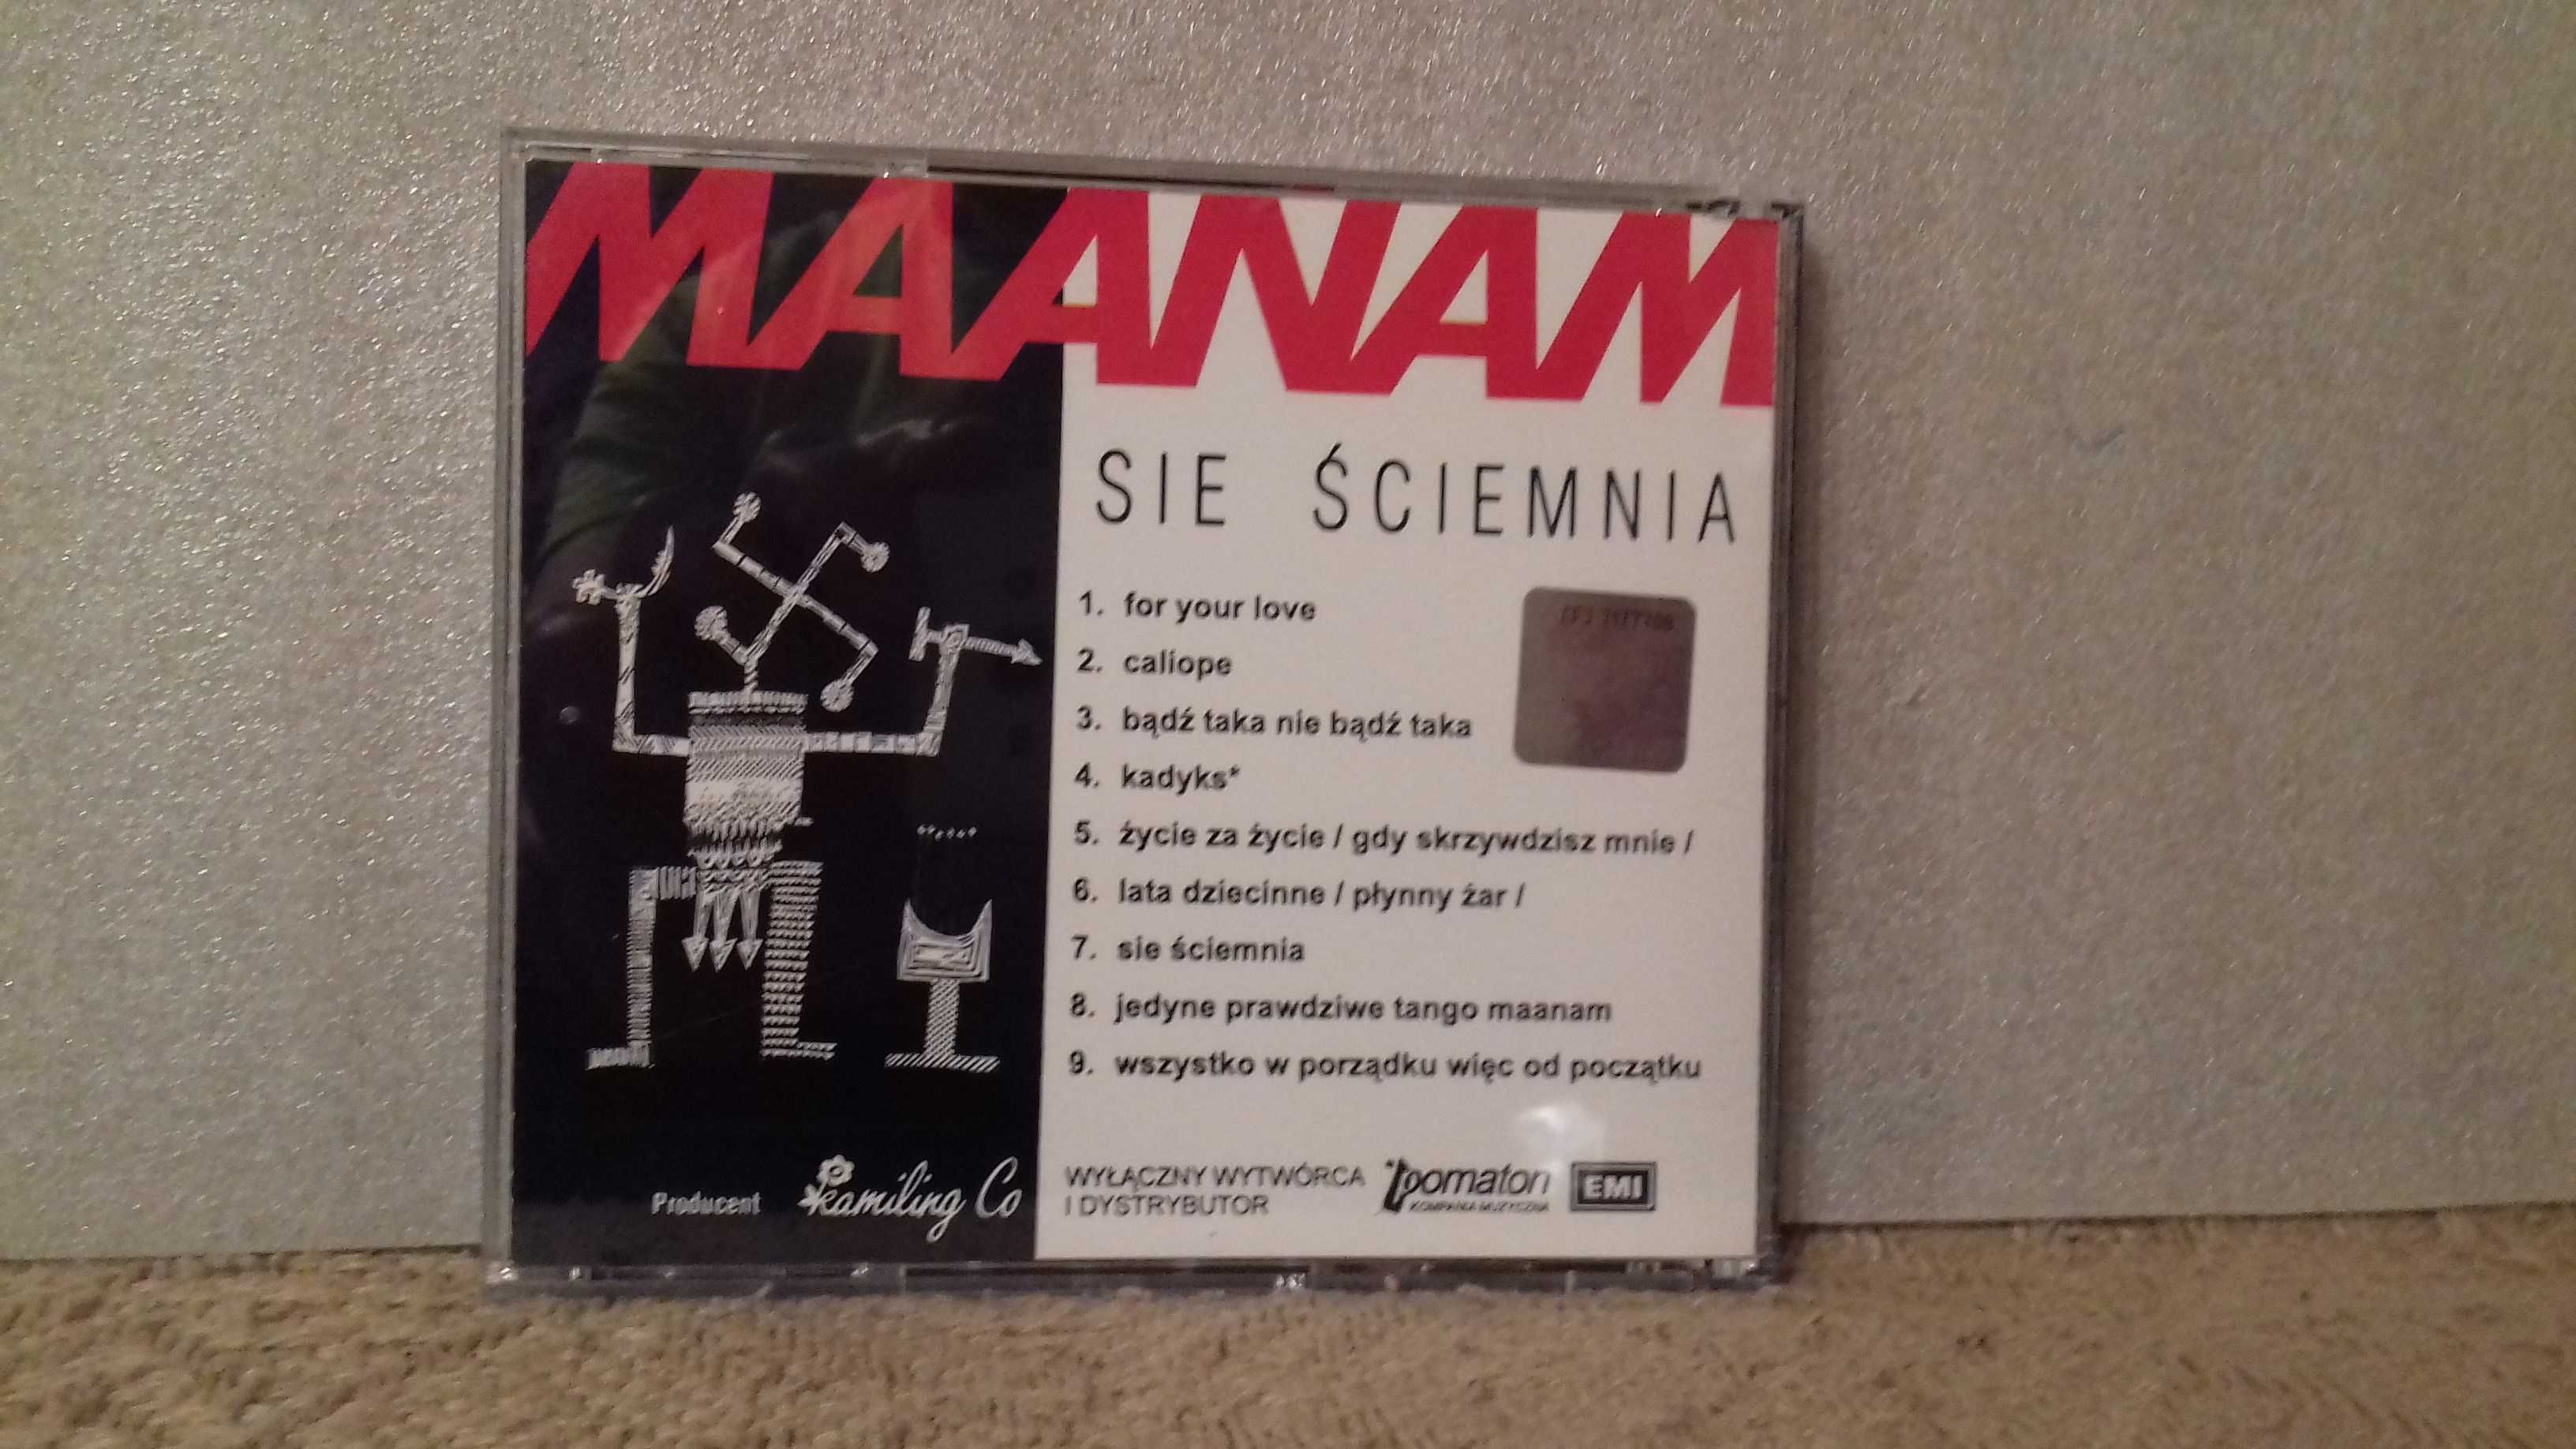 MAANAM
SIE ŚCIEMNIA
1. for your love
2. caliope
3. bądź taka nie bądź taka
4. kadyks*
5. życie za życie / gdy skrzywdzisz mnie /
6. lata dziecinne / płynny żar /
7. sie ściemnia
8. jedyne prawdziwe tango maanam
9. wszystko w porządku więc od początku
Producent kamiling Co
WYŁĄCZNY WYTWÓRCA
I DYSTRYBUTOR
pomaton
KOMPANIA MUZYCZNA
EMI